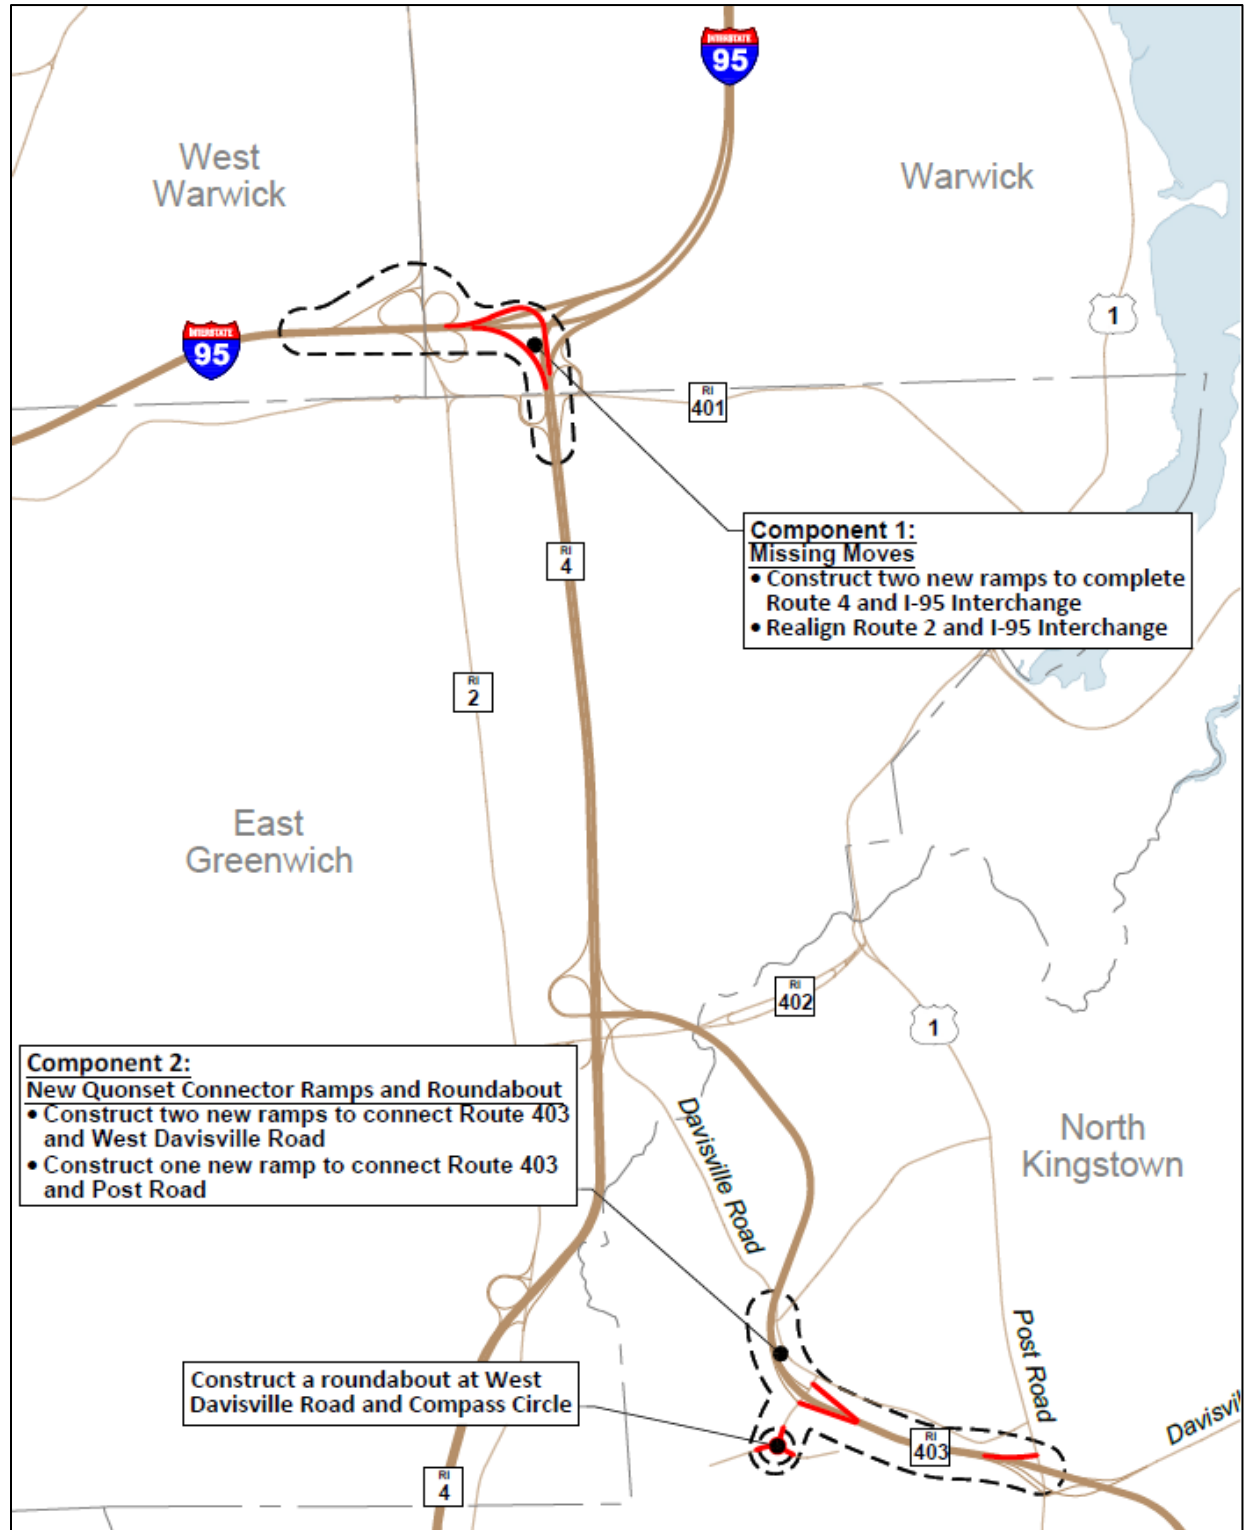 INTERSTATE
95
West
Warwick
Warwick
INTERSTATE
95
1
RI
401
Component 1:
Missing Moves
• Construct two new ramps to complete
Route 4 and I-95 Interchange
• Realign Route 2 and I-95 Interchange
RI
4
RI
2
East
Greenwich
RI
402
1
Component 2:
New Quonset Connector Ramps and Roundabout
• Construct two new ramps to connect Route 403
and West Davisville Road
• Construct one new ramp to connect Route 403
and Post Road
Davisville Road
North
Kingstown
Post Road
Construct a roundabout at West
Davisville Road and Compass Circle
RI
403
Davisvil
RI
4